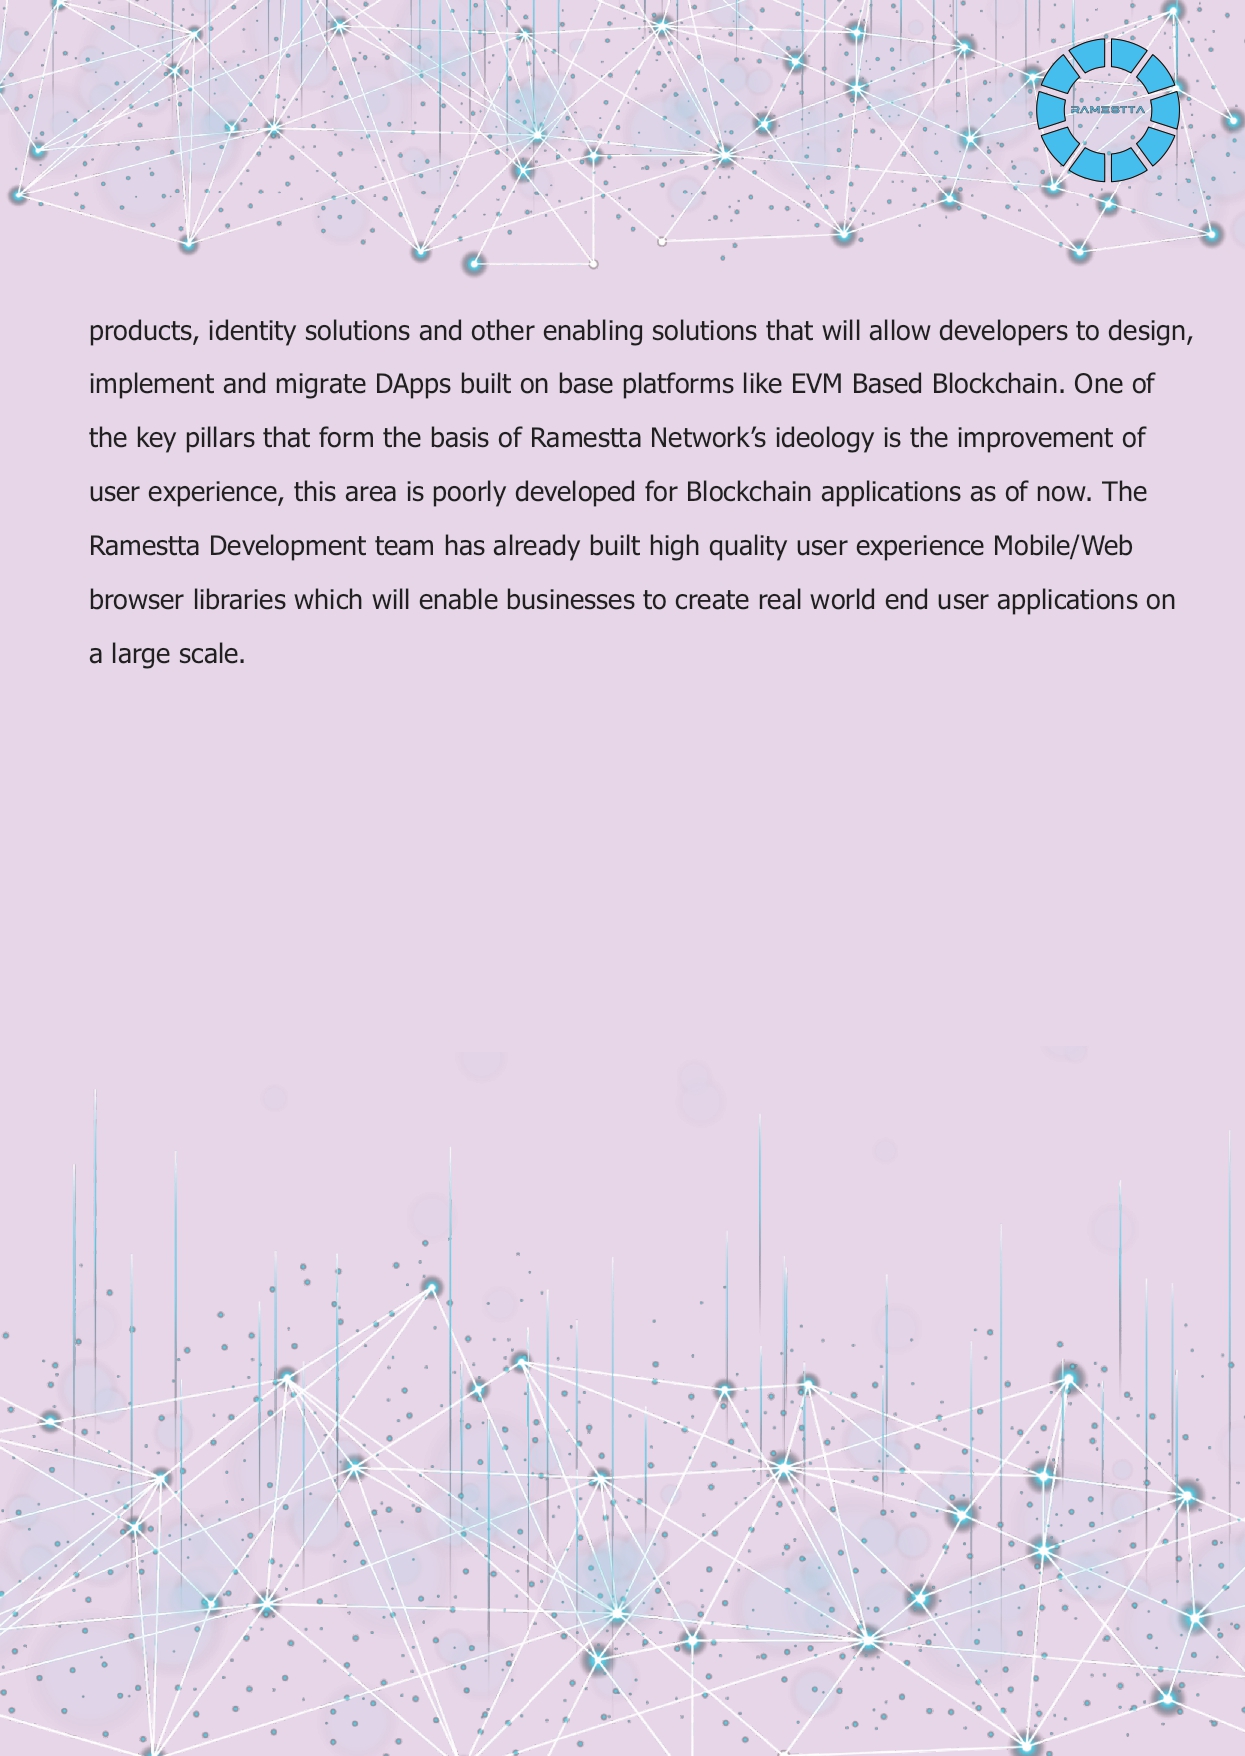 RAMESTTA
products, identity solutions and other enabling solutions that will allow developers to design,
implement and migrate DApps built on base platforms like EVM Based Blockchain. One of
the key pillars that form the basis of Ramestta Network’s ideology is the improvement of
user experience, this area is poorly developed for Blockchain applications as of now. The
Ramestta Development team has already built high quality user experience Mobile/Web
browser libraries which will enable businesses to create real world end user applications on
a large scale.